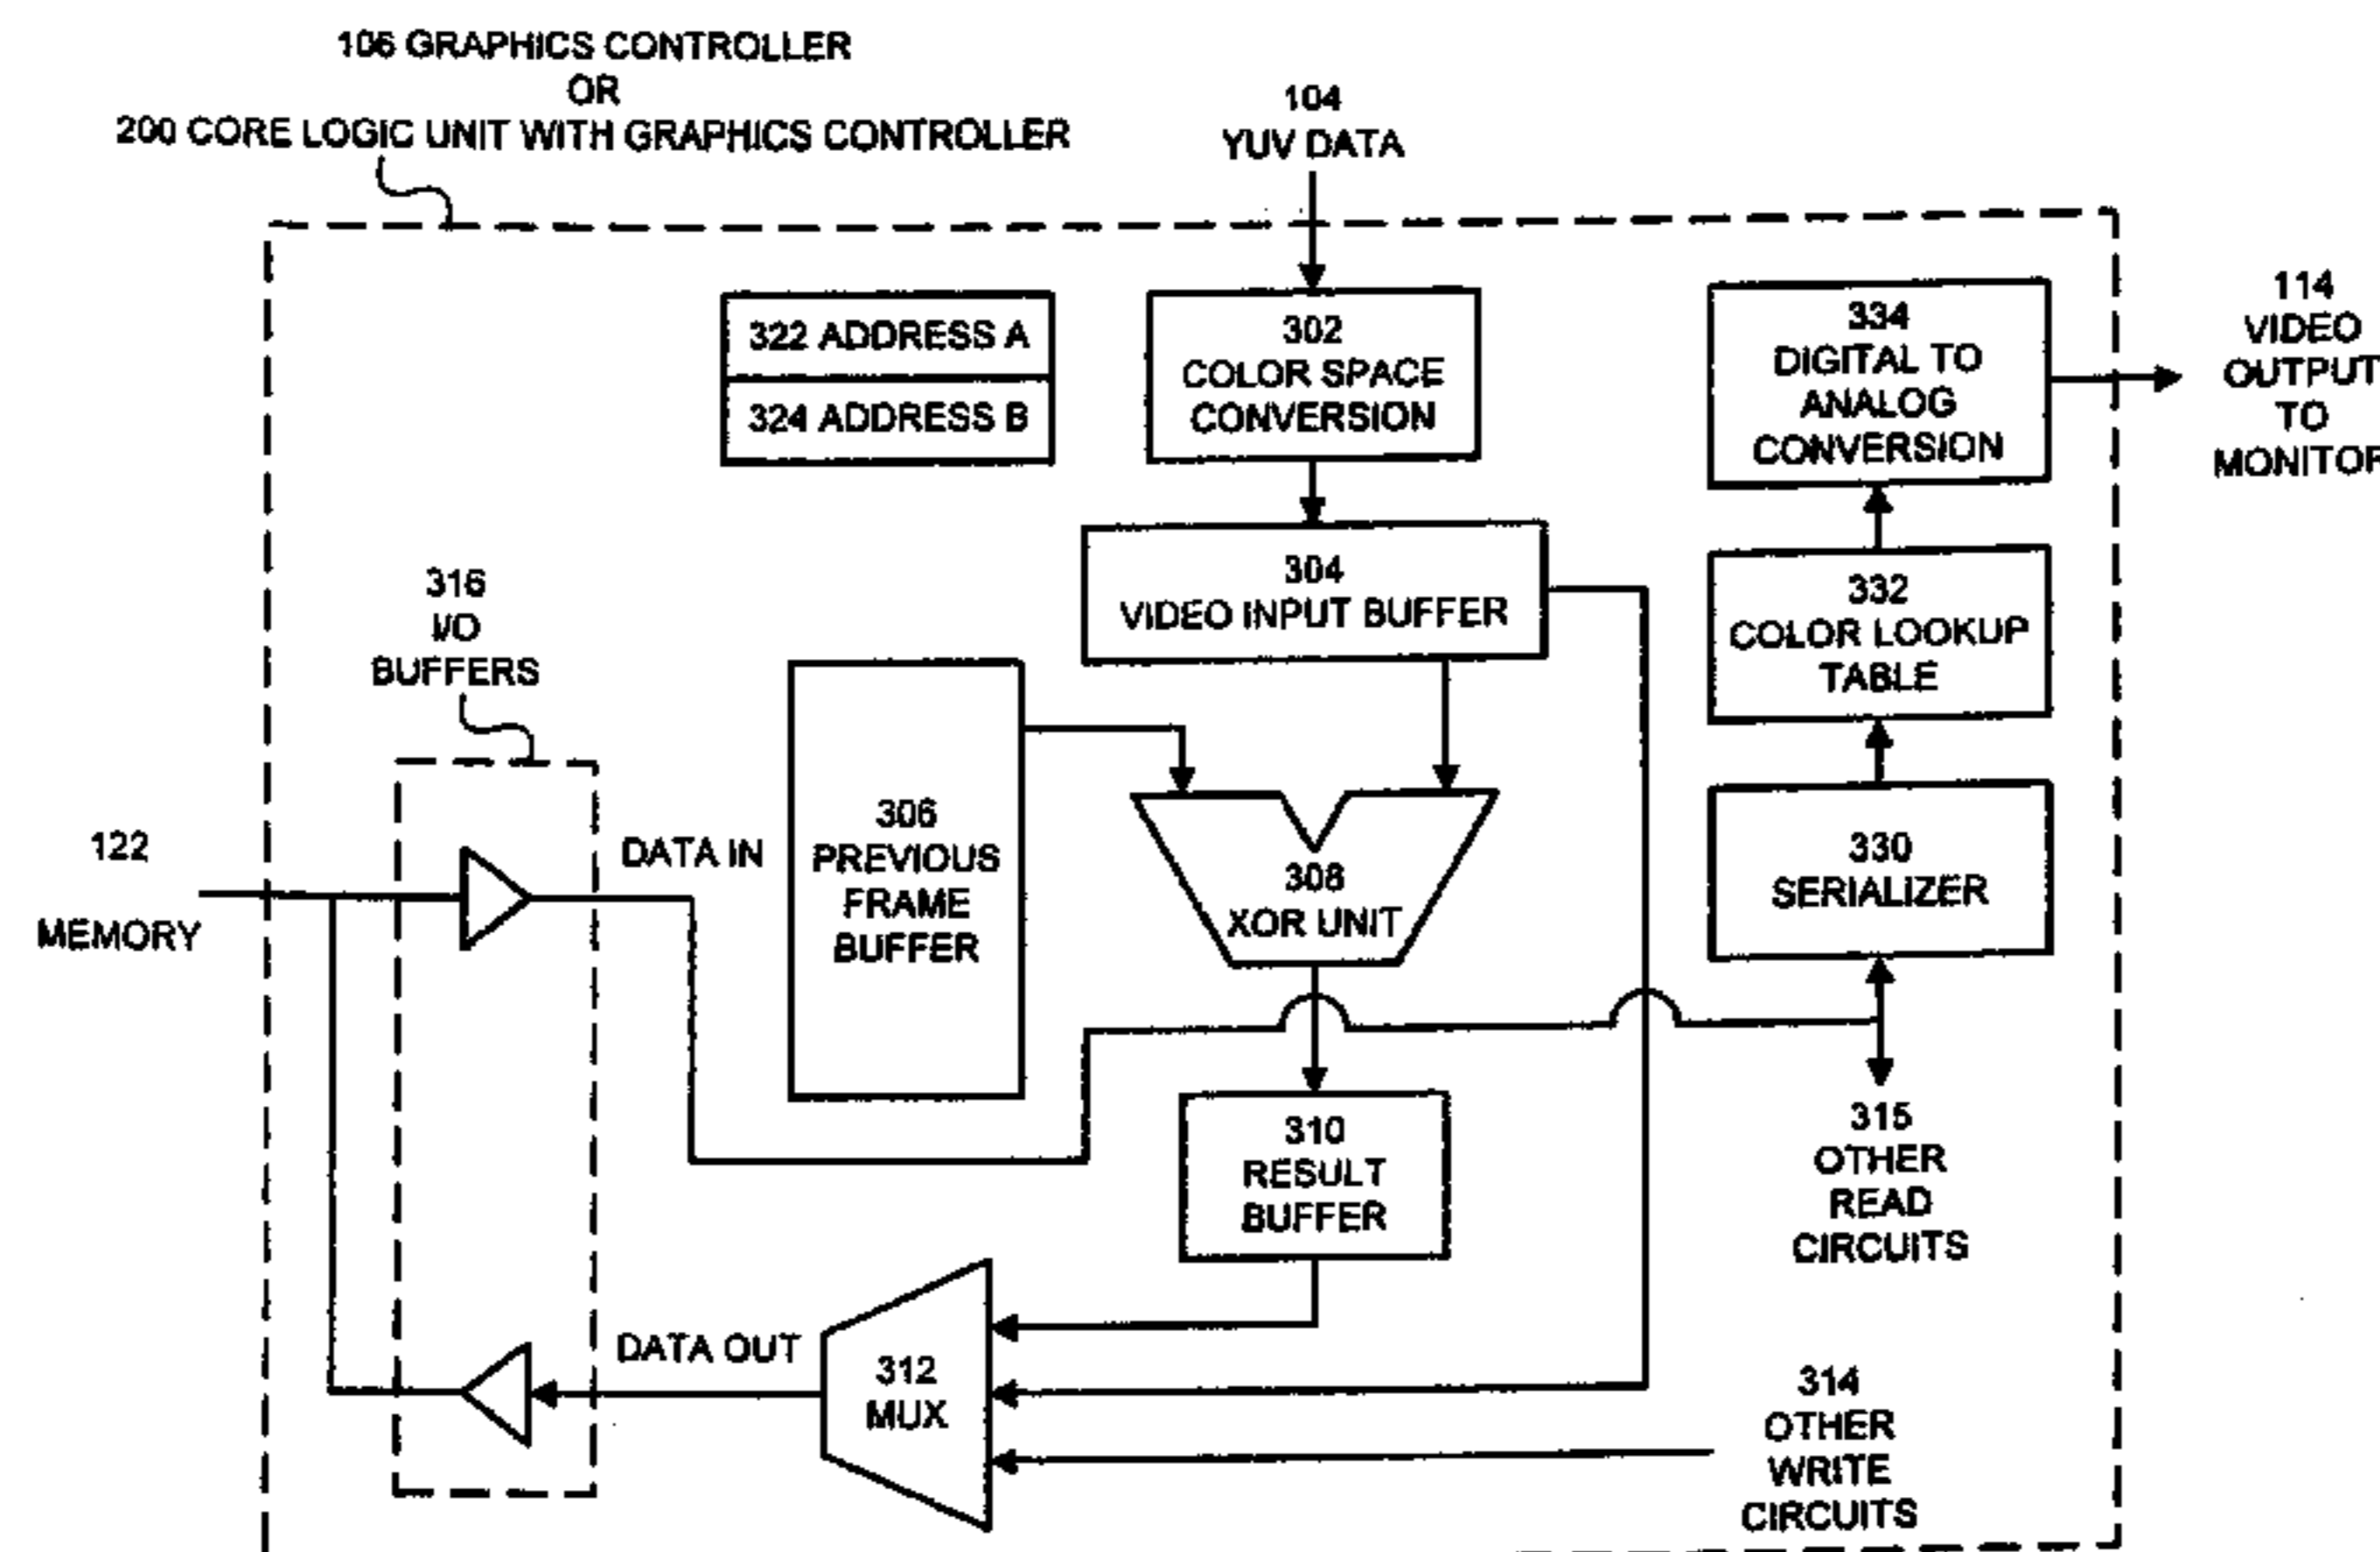 106 GRAPHICS CONTROLLER
OR
200 CORE LOGIC UNIT WITH GRAPHICS CONTROLLER
104
YUV DATA
322 ADDRESS A
324 ADDRESS B
302
COLOR SPACE
CONVERSION
334
DIGITAL TO
ANALOG
CONVERSION
114
VIDEO
OUTPUT
TO
MONITOR
316
I/O
BUFFERS
304
VIDEO INPUT BUFFER
332
COLOR LOOKUP
TABLE
122
MEMORY
DATA IN
306
PREVIOUS
FRAME
BUFFER
308
XOR UNIT
330
SERIALIZER
310
RESULT
BUFFER
315
OTHER
READ
CIRCUITS
DATA OUT
312
MUX
314
OTHER
WRITE
CIRCUITS